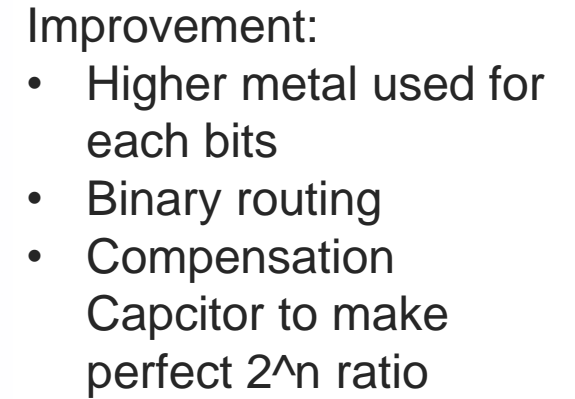 Improvement:
• Higher metal used for
each bits
• Binary routing
• Compensation
Capcitor to make
perfect 2^n ratio